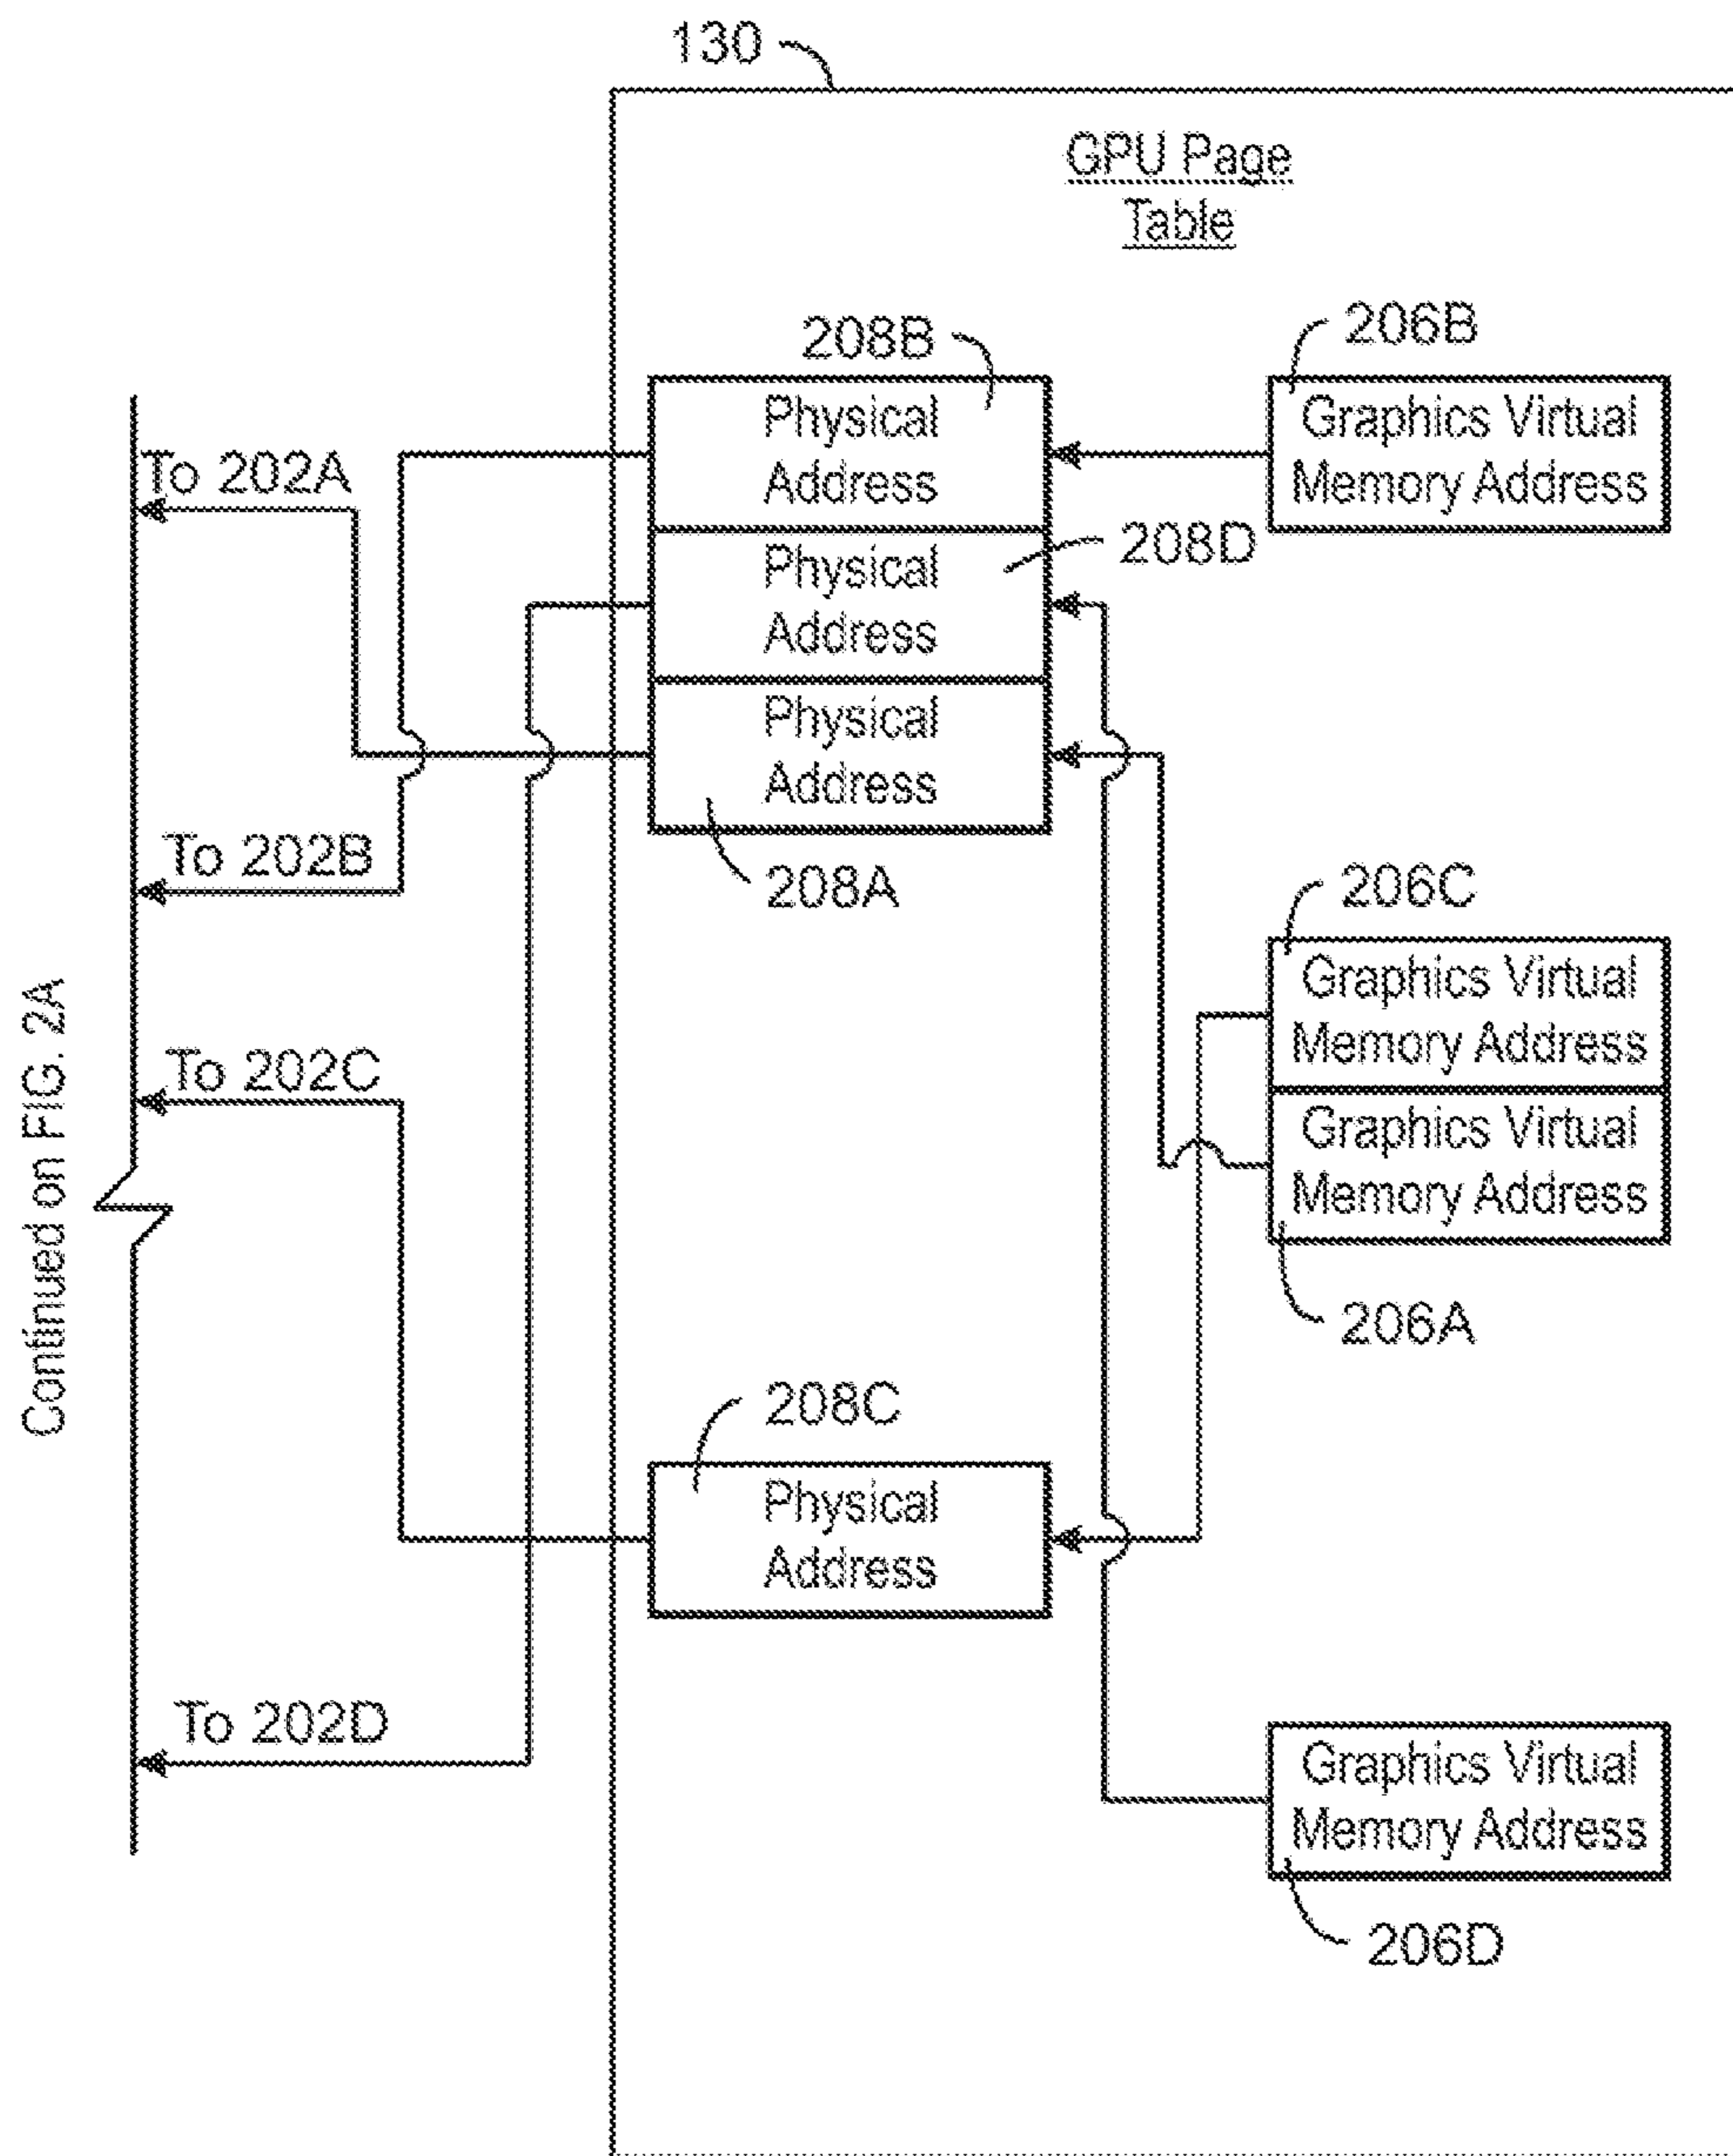 130
GPU Page
Table
208B
206B
Physical
Address
Graphics Virtual
Memory Address
To 202A
208D
Physical
Address
Physical
Address
To 202B
208A
206C
Graphics Virtual
Memory Address
Continued on FIG. 2A
To 202C
Graphics Virtual
Memory Address
206A
208C
Physical
Address
To 202D
Graphics Virtual
Memory Address
206D